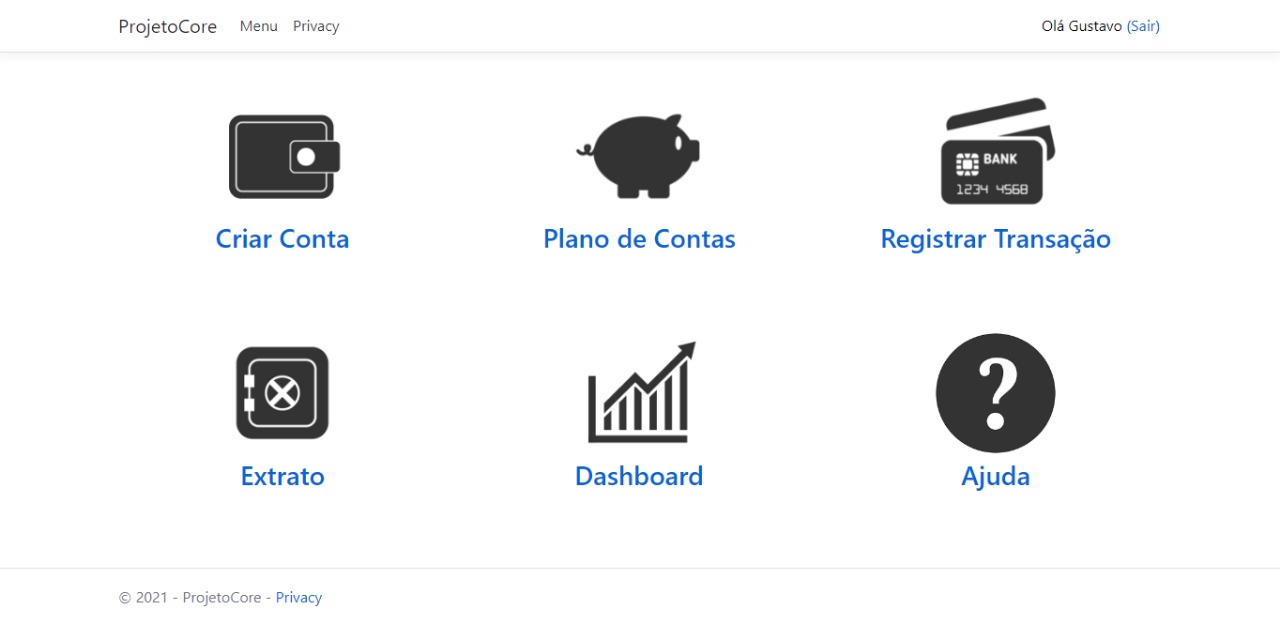 ProjetoCore Menu Privacy Olá Gustavo (Sair)
BANK
1234 4568
Criar Conta Plano de Contas Registrar Transação
?
Extrato Dashboard Ajuda
© 2021 - ProjetoCore - Privacy